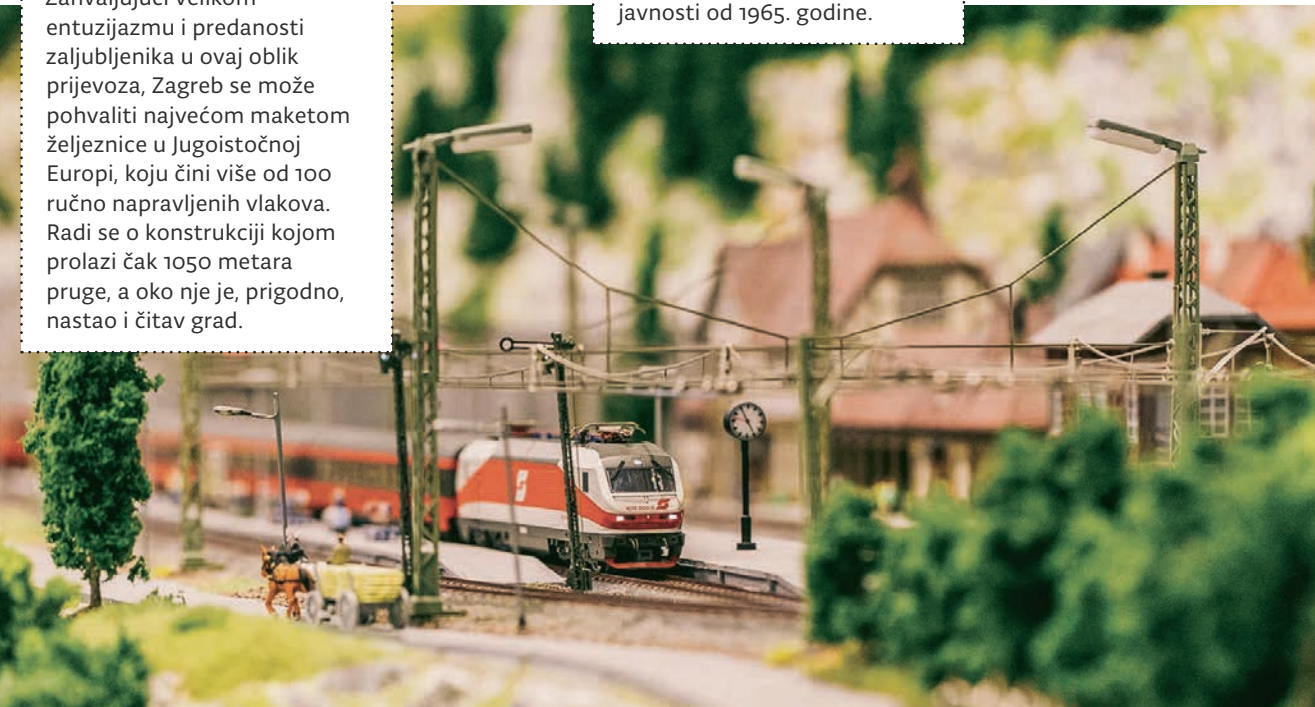 Zahvaljujući velikom
entuzijazmu i predanosti
zaljubljenika u ovaj oblik
prijevoza, Zagreb se može
pohvaliti najvećom maketom
željeznice u Jugoistočnoj
Europi, koju čini više od 100
ručno napravljenih vlakova.
Radi se o konstrukciji kojom
prolazi čak 1050 metara
pruge, a oko nje je, prigodno,
nastao i čitav grad.
javnosti od 1965. godine.